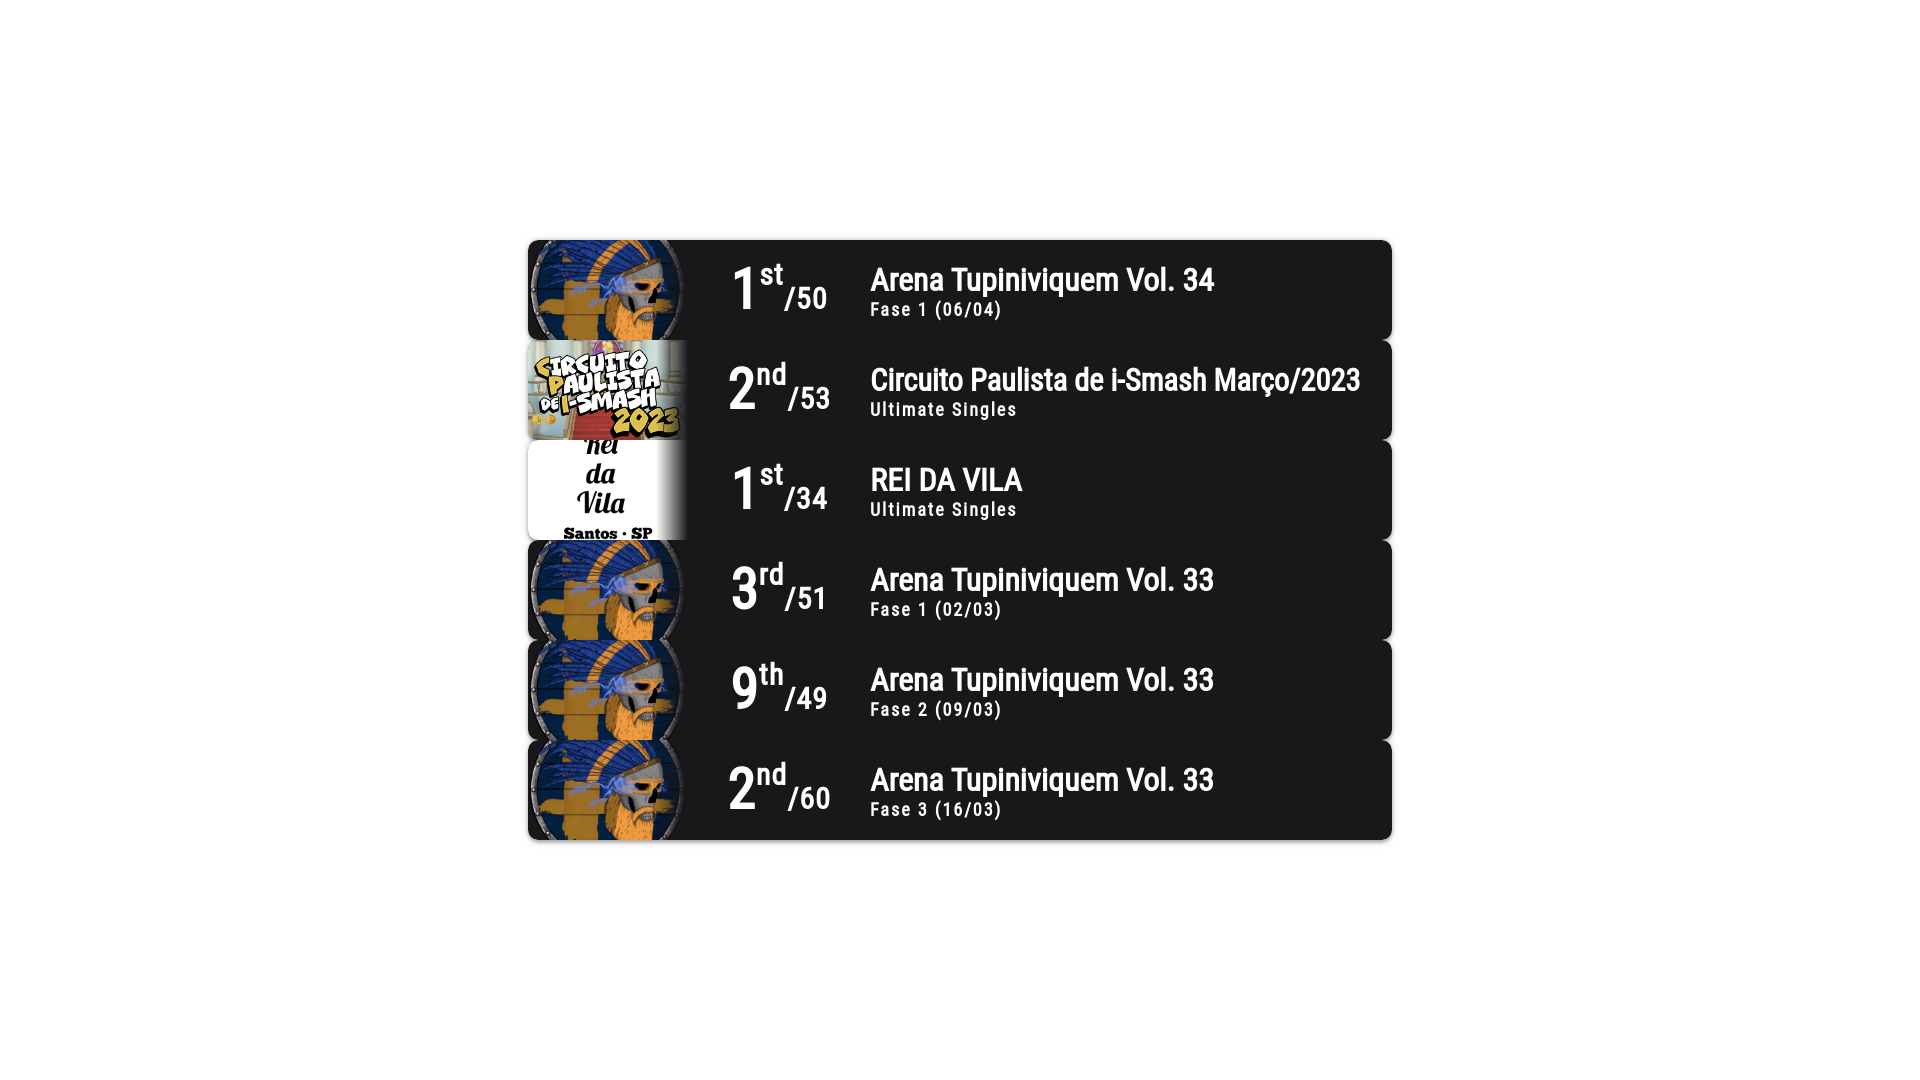 1st/50
Arena Tupiniviquem Vol. 34
Fase 1 (06/04)
CIRCUITO
PAULISTA
DE I-SMASH
2023
2nd/53
Circuito Paulista de i-Smash Março/2023
Ultimate Singles
Rei
da
Vila
Santos · SP
1st/34
REI DA VILA
Ultimate Singles
3rd/51
Arena Tupiniviquem Vol. 33
Fase 1 (02/03)
9th/49
Arena Tupiniviquem Vol. 33
Fase 2 (09/03)
2nd/60
Arena Tupiniviquem Vol. 33
Fase 3 (16/03)